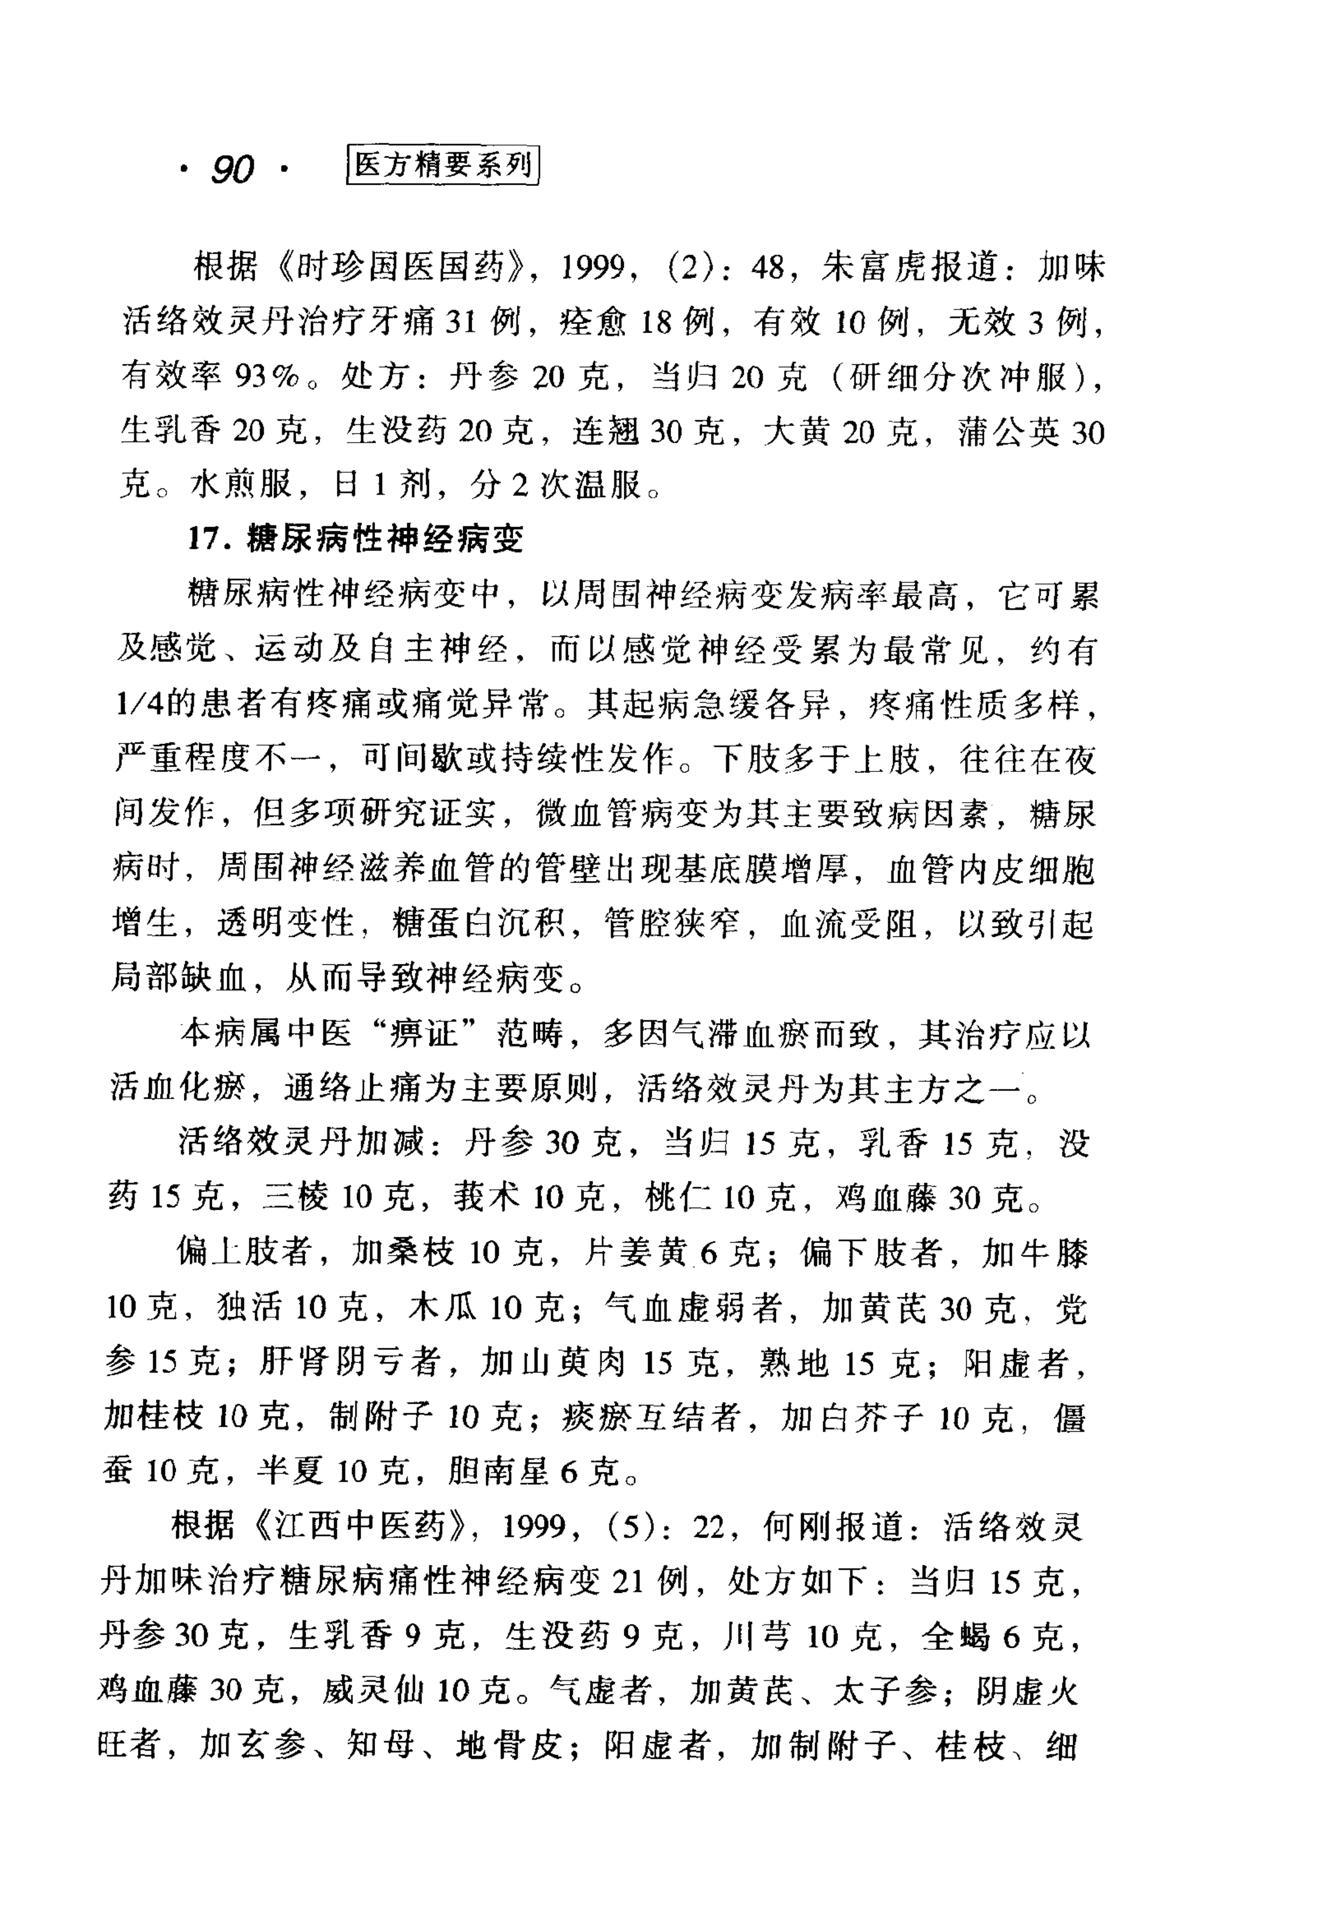 · 90 · 医方精要系列
根据《时珍国医国药》，1999，（2）：48，朱富虎报道：加味
活络效灵丹治疗牙痛 31 例，痊愈 18 例，有效 10 例，无效 3 例，
有效率 93%。处方：丹参 20 克，当归 20 克（研细分次冲服），
生乳香 20 克，生没药 20 克，连翘 30 克，大黄 20 克，蒲公英 30
克。水煎服，日 1 剂，分 2 次温服。
17. 糖尿病性神经病变
糖尿病性神经病变中，以周围神经病变发病率最高，它可累
及感觉、运动及自主神经，而以感觉神经受累为最常见，约有
1/4的患者有疼痛或痛觉异常。其起病急缓各异，疼痛性质多样，
严重程度不一，可间歇或持续性发作。下肢多于上肢，往往在夜
间发作，但多项研究证实，微血管病变为其主要致病因素，糖尿
病时，周围神经滋养血管的管壁出现基底膜增厚，血管内皮细胞
增生，透明变性，糖蛋白沉积，管腔狭窄，血流受阻，以致引起
局部缺血，从而导致神经病变。
本病属中医“痹证”范畴，多因气滞血瘀而致，其治疗应以
活血化瘀，通络止痛为主要原则，活络效灵丹为其主方之一。
活络效灵丹加减：丹参 30 克，当归 15 克，乳香 15 克，没
药 15 克，三棱 10 克，莪术 10 克，桃仁 10 克，鸡血藤 30 克。
偏上肢者，加桑枝 10 克，片姜黄 6 克；偏下肢者，加牛膝
10 克，独活 10 克，木瓜 10 克；气血虚弱者，加黄芪 30 克，党
参 15 克；肝肾阴亏者，加山萸肉 15 克，熟地 15 克；阳虚者，
加桂枝 10 克，制附子 10 克；痰瘀互结者，加白芥子 10 克，僵
蚕 10 克，半夏 10 克，胆南星 6 克。
根据《江西中医药》，1999，（5）：22，何刚报道：活络效灵
丹加味治疗糖尿病痛性神经病变 21 例，处方如下：当归 15 克，
丹参 30 克，生乳香 9 克，生没药 9 克，川芎 10 克，全蝎 6 克，
鸡血藤 30 克，威灵仙 10 克。气虚者，加黄芪、太子参；阴虚火
旺者，加玄参、知母、地骨皮；阳虚者，加制附子、桂枝、细